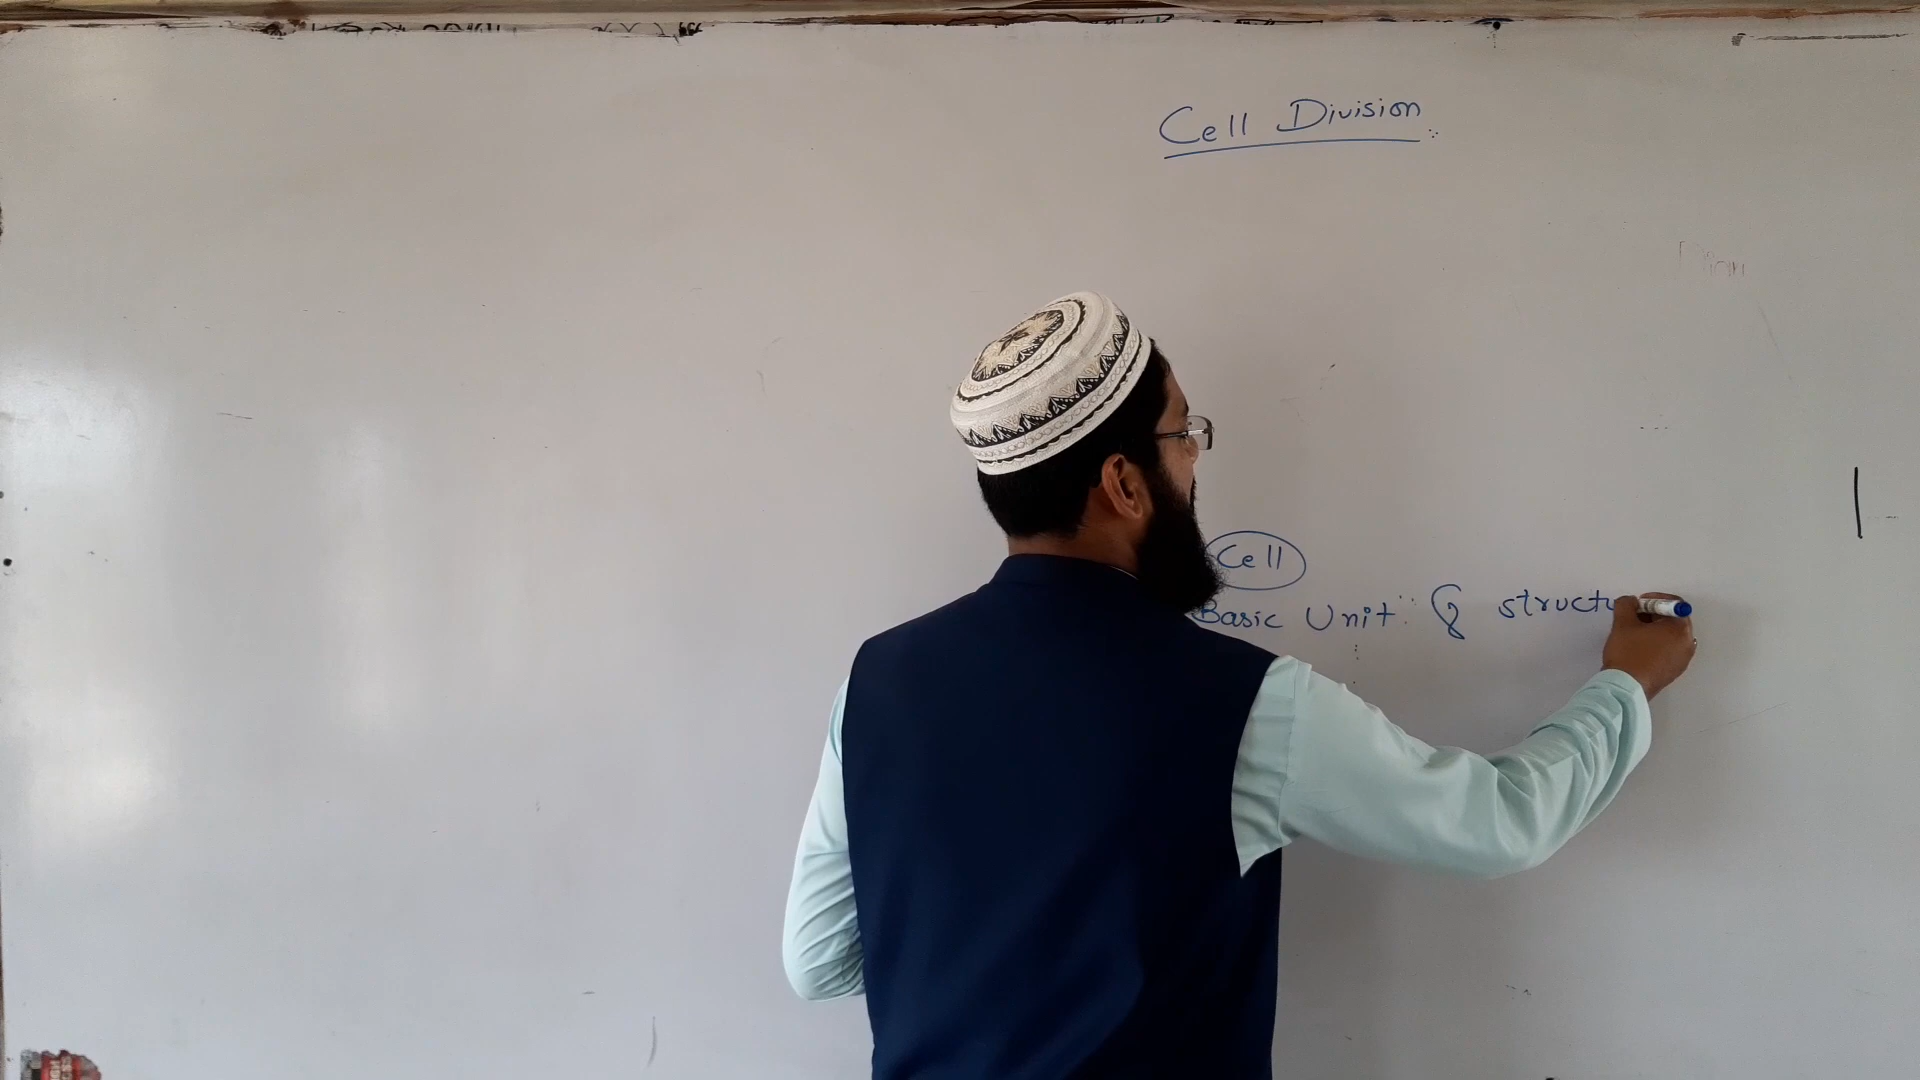 Cell Division
Cell
Basic Unit of structu